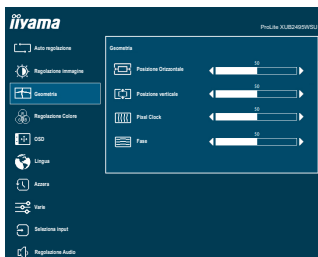 iiyama
ProLite XUB2495WSU
Auto regolazione
Regolazione immagine
Geometria
Regolazione Colore
OSD
Lingua
Azzera
Varie
Seleziona input
Regolazione Audio
Geometria
Posizione Orizzontale
50
Posizione verticale
50
Pixel Clock
50
Fase
50